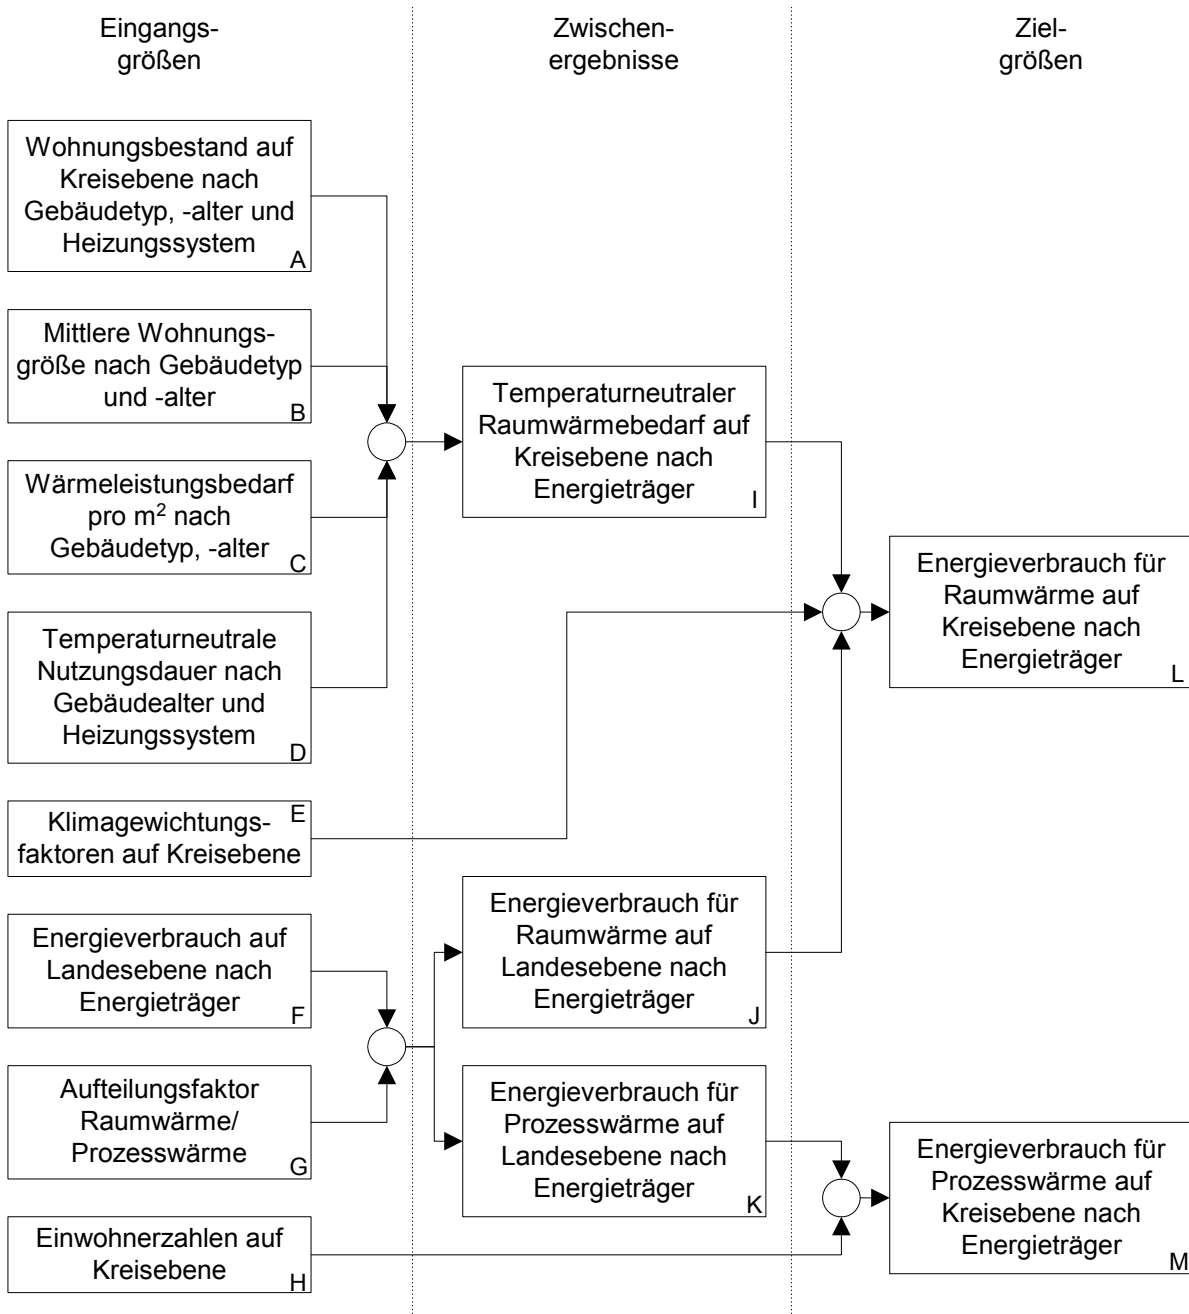 Eingangs-
größen
Zwischen-
ergebnisse
Ziel-
größen
Wohnungsbestand auf
Kreisebene nach
Gebäudetyp, -alter und
Heizungssystem
A
Mittlere Wohnungs-
größe nach Gebäudetyp
und -alter
B
Wärmeleistungsbedarf
pro m² nach
Gebäudetyp, -alter
C
Temperaturneutrale
Nutzungsdauer nach
Gebäudealter und
Heizungssystem
D
E
Klimagewichtungs-
faktoren auf Kreisebene
Energieverbrauch auf
Landesebene nach
Energieträger
F
Aufteilungsfaktor
Raumwärme/
Prozesswärme
G
Einwohnerzahlen auf
Kreisebene
H
Temperaturneutraler
Raumwärmebedarf auf
Kreisebene nach
Energieträger
I
Energieverbrauch für
Raumwärme auf
Landesebene nach
Energieträger
J
Energieverbrauch für
Prozesswärme auf
Landesebene nach
Energieträger
K
Energieverbrauch für
Raumwärme auf
Kreisebene nach
Energieträger
L
Energieverbrauch für
Prozesswärme auf
Kreisebene nach
Energieträger
M